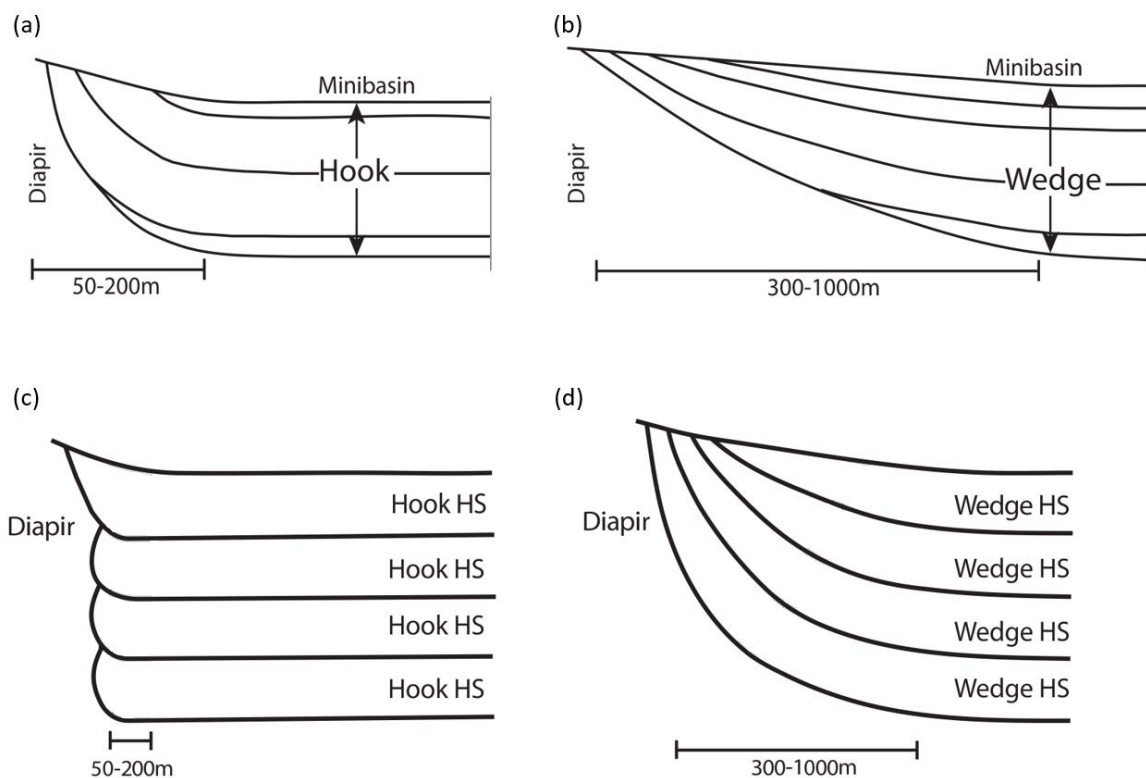 (a)
Minibasin
Diapir
Hook
50-200m
(b)
Minibasin
Diapir
Wedge
300-1000m
(c)
Diapir
Hook HS
Hook HS
Hook HS
Hook HS
50-200m
(d)
Diapir
Wedge HS
Wedge HS
Wedge HS
Wedge HS
300-1000m